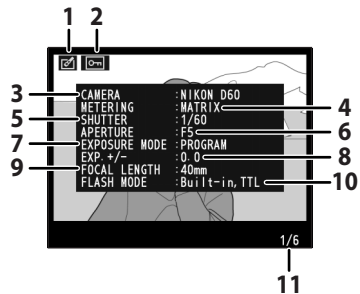 1 2
3 CAMERA :NIKON D60
METERING :MATRIX 4
5 SHUTTER :1/60
APERTURE :F5 6
7 EXPOSURE MODE :PROGRAM
EXP. +/- :0.0 8
9 FOCAL LENGTH :40mm
FLASH MODE :Built-in, TTL 10
1/6
11